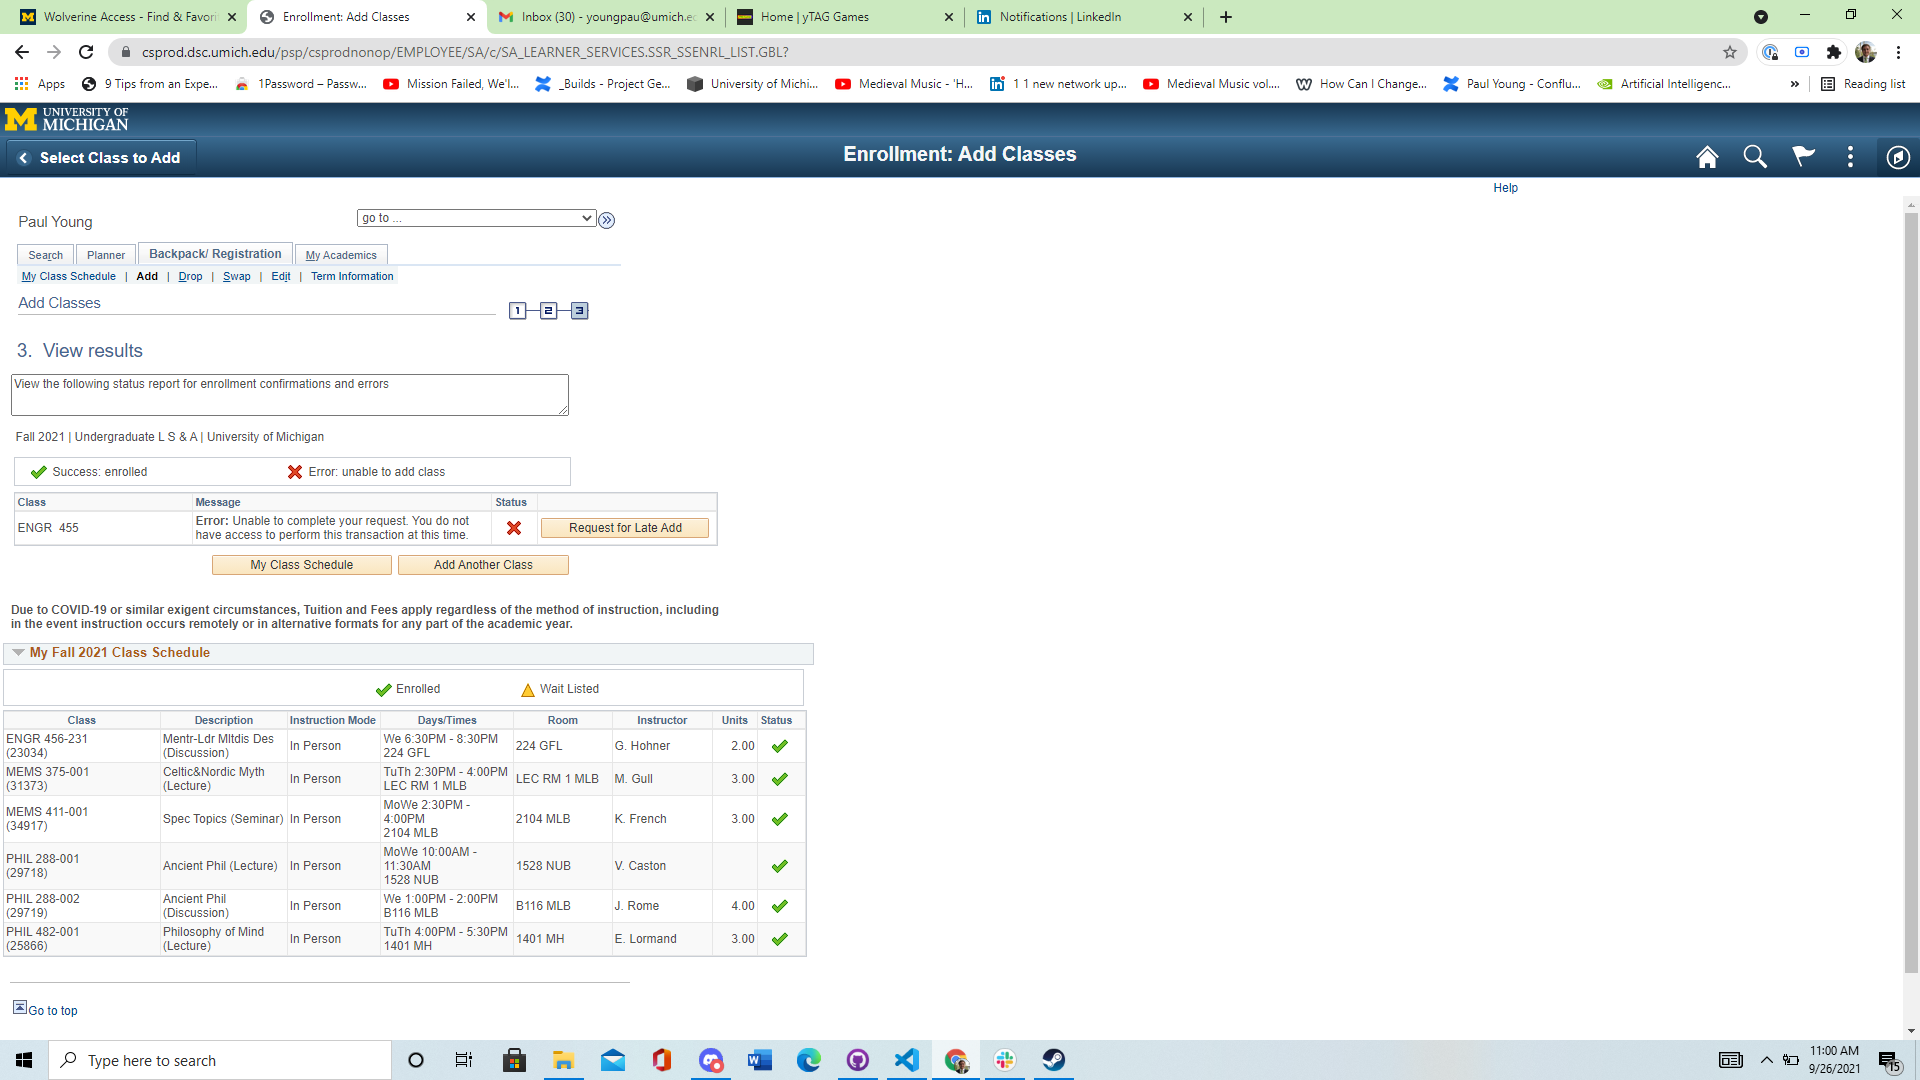 Wolverine Access - Find & Favori
Enrollment: Add Classes
Inbox (30) - youngpau@umich.ec
Home | yTAG Games
Notifications | LinkedIn
csprod.dsc.umich.edu/psp/csprodnonop/EMPLOYEE/SA/c/SA_LEARNER_SERVICES.SSR_SSENRL_LIST.GBL?
Apps
9 Tips from an Expe...
1Password – Passw...
Mission Failed, We'l...
_Builds - Project Ge...
University of Michi...
Medieval Music - 'H...
1 1 new network up...
Medieval Music vol....
How Can I Change...
Paul Young - Conflu...
Artificial Intelligenc...
»
Reading list
UNIVERSITY OF
MICHIGAN
Select Class to Add
Enrollment: Add Classes
Help
Paul Young
go to ...
Search
Planner
Backpack/ Registration
My Academics
My Class Schedule | Add | Drop | Swap | Edit | Term Information
Add Classes
1 2 3
3. View results
View the following status report for enrollment confirmations and errors
Fall 2021 | Undergraduate L S & A | University of Michigan
Success: enrolled
Error: unable to add class
Class Message Status
ENGR 455
Error: Unable to complete your request. You do not
have access to perform this transaction at this time.
Request for Late Add
My Class Schedule
Add Another Class
Due to COVID-19 or similar exigent circumstances, Tuition and Fees apply regardless of the method of instruction, including
in the event instruction occurs remotely or in alternative formats for any part of the academic year.
My Fall 2021 Class Schedule
Enrolled
Wait Listed
Class Description Instruction Mode Days/Times Room Instructor Units Status
ENGR 456-231
(23034)
Mentr-Ldr Mltdis Des
(Discussion)
In Person
We 6:30PM - 8:30PM
224 GFL
224 GFL
G. Hohner
2.00
MEMS 375-001
(31373)
Celtic&Nordic Myth
(Lecture)
In Person
TuTh 2:30PM - 4:00PM
LEC RM 1 MLB
LEC RM 1 MLB
M. Gull
3.00
MEMS 411-001
(34917)
Spec Topics (Seminar)
In Person
MoWe 2:30PM -
4:00PM
2104 MLB
2104 MLB
K. French
3.00
PHIL 288-001
(29718)
Ancient Phil (Lecture)
In Person
MoWe 10:00AM -
11:30AM
1528 NUB
1528 NUB
V. Caston
PHIL 288-002
(29719)
Ancient Phil
(Discussion)
In Person
We 1:00PM - 2:00PM
B116 MLB
B116 MLB
J. Rome
4.00
PHIL 482-001
(25866)
Philosophy of Mind
(Lecture)
In Person
TuTh 4:00PM - 5:30PM
1401 MH
1401 MH
E. Lormand
3.00
Go to top
Type here to search
11:00 AM
9/26/2021
15